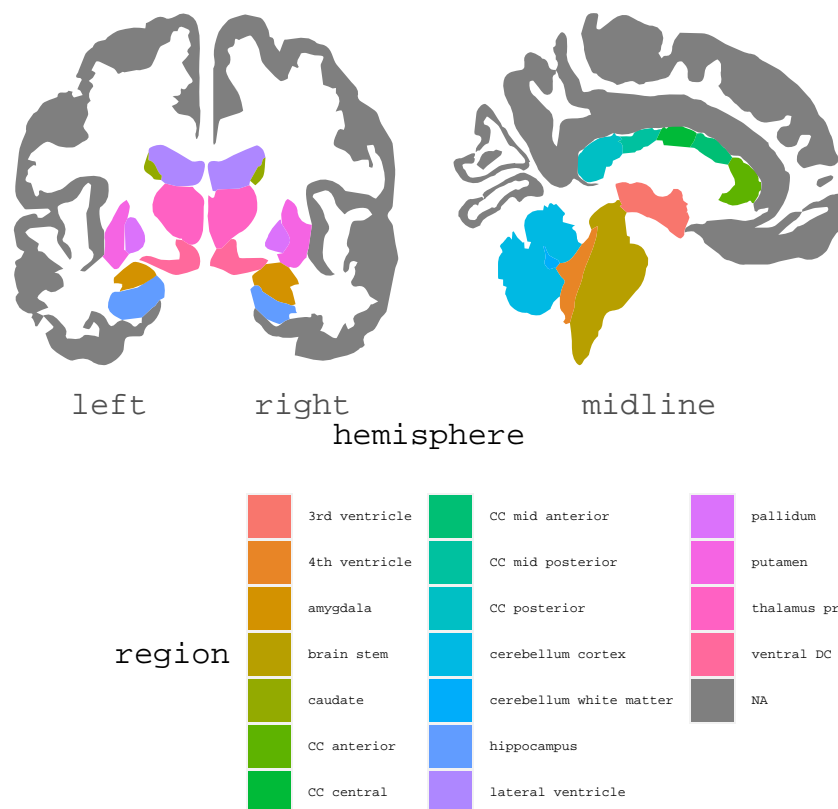 left right midline
hemisphere
region
3rd ventricle
4th ventricle
amygdala
brain stem
caudate
CC anterior
CC central
CC mid anterior
CC mid posterior
CC posterior
cerebellum cortex
cerebellum white matter
hippocampus
lateral ventricle
pallidum
putamen
thalamus pr
ventral DC
NA